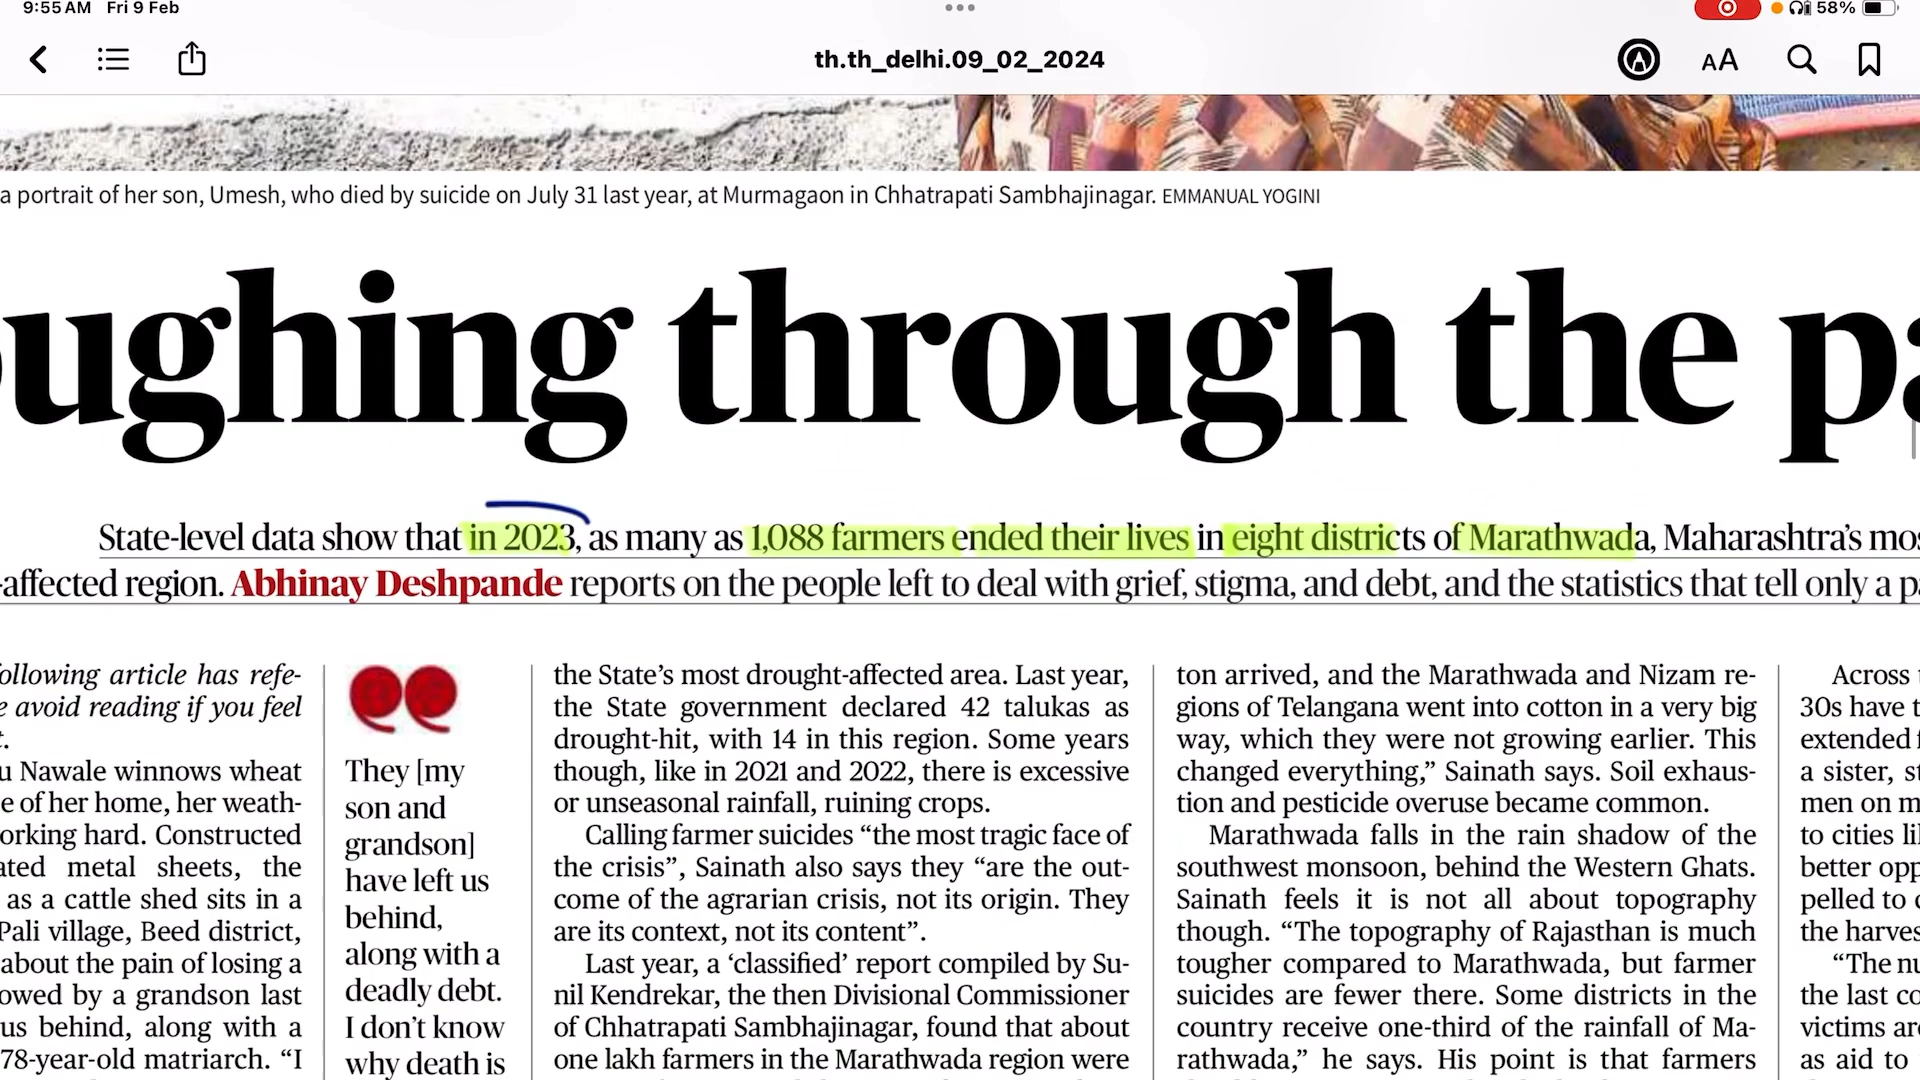 9:55 AM Fri 9 Feb
58%
th.th_delhi.09_02_2024
AA
a portrait of her son, Umesh, who died by suicide on July 31 last year, at Murmagaon in Chhatrapati Sambhajinagar. EMMANUAL YOGINI
ughing through the pa
State-level data show that in 2023, as many as 1,088 farmers ended their lives in eight districts of Marathwada, Maharashtra's mos
-affected region. Abhinay Deshpande reports on the people left to deal with grief, stigma, and debt, and the statistics that tell only a pa
ollowing article has refe-
e avoid reading if you feel
t.
u Nawale winnows wheat
e of her home, her weath-
orking hard. Constructed
ated metal sheets, the
as a cattle shed sits in a
Pali village, Beed district,
about the pain of losing a
owed by a grandson last
us behind, along with a
78-year-old matriarch. “I
They [my
son and
grandson]
have left us
behind,
along with a
deadly debt.
I don't know
why death is
the State's most drought-affected area. Last year,
the State government declared 42 talukas as
drought-hit, with 14 in this region. Some years
though, like in 2021 and 2022, there is excessive
or unseasonal rainfall, ruining crops.
Calling farmer suicides “the most tragic face of
the crisis”, Sainath also says they “are the out-
come of the agrarian crisis, not its origin. They
are its context, not its content”.
Last year, a ‘classified’ report compiled by Su-
nil Kendrekar, the then Divisional Commissioner
of Chhatrapati Sambhajinagar, found that about
one lakh farmers in the Marathwada region were
ton arrived, and the Marathwada and Nizam re-
gions of Telangana went into cotton in a very big
way, which they were not growing earlier. This
changed everything,” Sainath says. Soil exhaus-
tion and pesticide overuse became common.
Marathwada falls in the rain shadow of the
southwest monsoon, behind the Western Ghats.
Sainath feels it is not all about topography
though. “The topography of Rajasthan is much
tougher compared to Marathwada, but farmer
suicides are fewer there. Some districts in the
country receive one-third of the rainfall of Ma-
rathwada,” he says. His point is that farmers
Across
30s have t
extended f
a sister, s
men on m
to cities li
better opp
pelled to c
the harves
“The nu
the last co
victims ar
as aid to